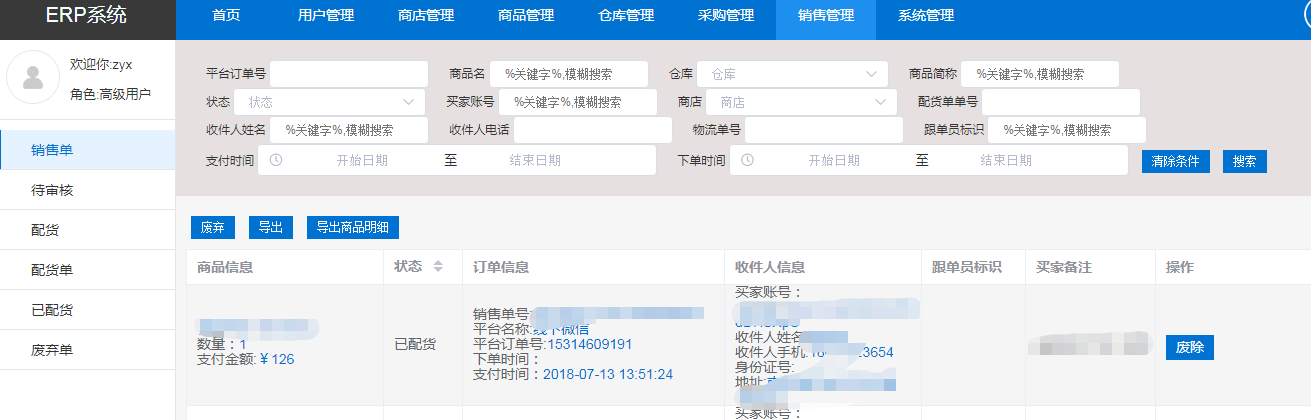 ERP系统
首页 用户管理 商店管理 商品管理 仓库管理 采购管理 销售管理 系统管理
欢迎你:zyx
角色:高级用户
销售单
待审核
配货
配货单
已配货
废弃单
平台订单号 商品名 %关键字%,模糊搜索 仓库 仓库 商品简称 %关键字%,模糊搜索
状态 状态 买家账号 %关键字%,模糊搜索 商店 商店 配货单单号
收件人姓名 %关键字%,模糊搜索 收件人电话 物流单号 跟单员标识 %关键字%,模糊搜索
支付时间 开始日期 至 结束日期 下单时间 开始日期 至 结束日期 清除条件 搜索
废弃 导出 导出商品明细
商品信息 状态 订单信息 收件人信息 跟单员标识 买家备注 操作
数量：1
支付金额:￥126
已配货
销售单号:
平台名称:线下微信
平台订单号:15314609191
下单时间：
支付时间：2018-07-13 13:51:24
买家账号：
收件人姓名
收件人手机:
3654
身份证号:
地址:
废除
买家账号：